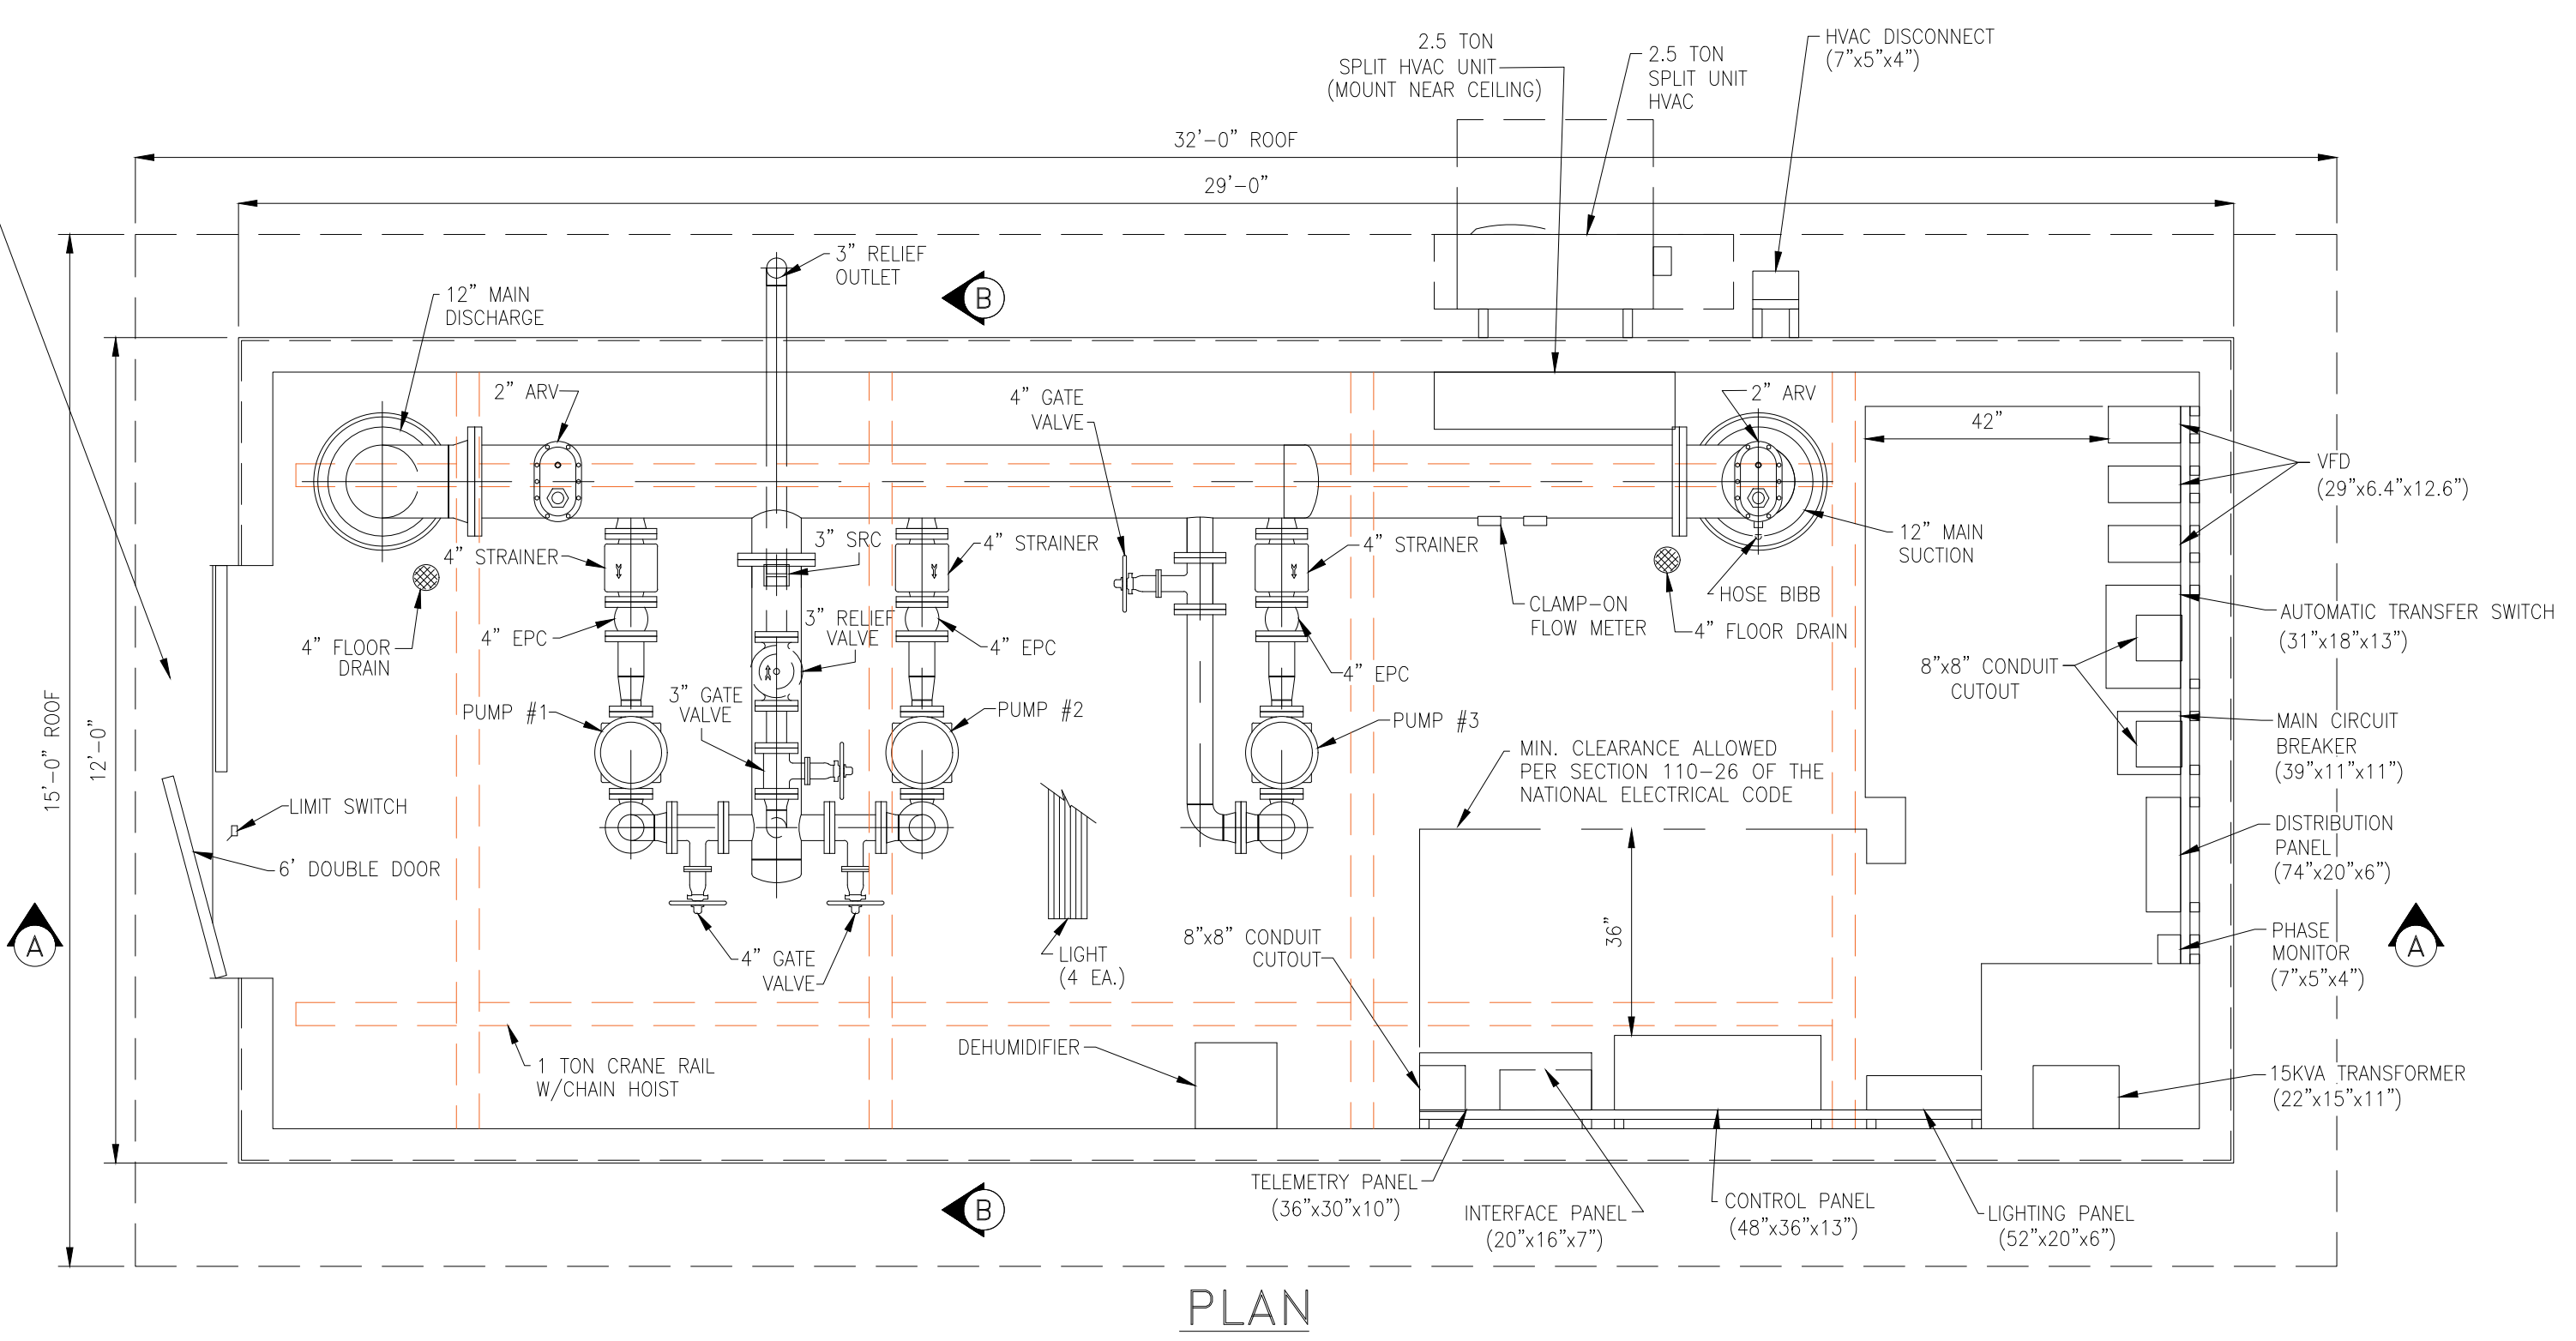 2.5 TON
SPLIT HVAC UNIT
(MOUNT NEAR CEILING)
2.5 TON
SPLIT UNIT
HVAC
HVAC DISCONNECT
(7"x5"x4")
32'-0" ROOF
29'-0"
3" RELIEF
OUTLET
B
12" MAIN
DISCHARGE
2" ARV
4" GATE
VALVE
2" ARV
42"
VFD
(29"x6.4"x12.6")
4" STRAINER
3" SRC
4" STRAINER
4" STRAINER
12" MAIN
SUCTION
CLAMP-ON
FLOW METER
HOSE BIBB
4" FLOOR DRAIN
AUTOMATIC TRANSFER SWITCH
(31"x18"x13")
4" EPC
3" RELIEF
VALVE
4" EPC
4" EPC
4" FLOOR
DRAIN
8"x8" CONDUIT
CUTOUT
15'-0" ROOF
12'-0"
PUMP #1
3" GATE
VALVE
PUMP #2
PUMP #3
MAIN CIRCUIT
BREAKER
(39"x11"x11")
MIN. CLEARANCE ALLOWED
PER SECTION 110-26 OF THE
NATIONAL ELECTRICAL CODE
LIMIT SWITCH
6' DOUBLE DOOR
DISTRIBUTION
PANEL
(74"x20"x6")
A
4" GATE
VALVE
LIGHT
(4 EA.)
8"x8" CONDUIT
CUTOUT
36"
PHASE
MONITOR
(7"x5"x4")
A
1 TON CRANE RAIL
W/CHAIN HOIST
DEHUMIDIFIER
15KVA TRANSFORMER
(22"x15"x11")
B
TELEMETRY PANEL
(36"x30"x10")
INTERFACE PANEL
(20"x16"x7")
CONTROL PANEL
(48"x36"x13")
LIGHTING PANEL
(52"x20"x6")
PLAN